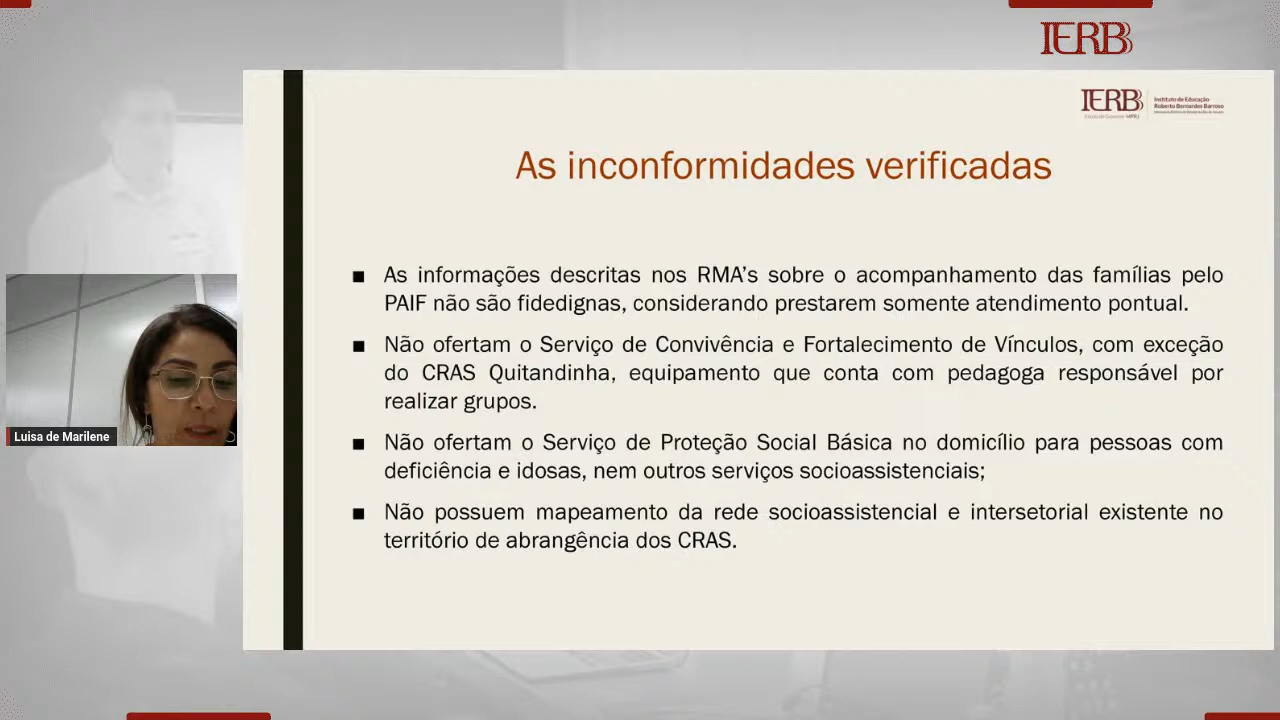 IERBB
IERBB
Instituto de Educação
Roberto Bernardes Barroso
As inconformidades verificadas
■ As informações descritas nos RMA's sobre o acompanhamento das famílias pelo
PAIF não são fidedignas, considerando prestarem somente atendimento pontual.
■ Não ofertam o Serviço de Convivência e Fortalecimento de Vínculos, com exceção
do CRAS Quitandinha, equipamento que conta com pedagoga responsável por
realizar grupos.
■ Não ofertam o Serviço de Proteção Social Básica no domicílio para pessoas com
deficiência e idosas, nem outros serviços socioassistenciais;
■ Não possuem mapeamento da rede socioassistencial e intersetorial existente no
território de abrangência dos CRAS.
Luisa de Marilene